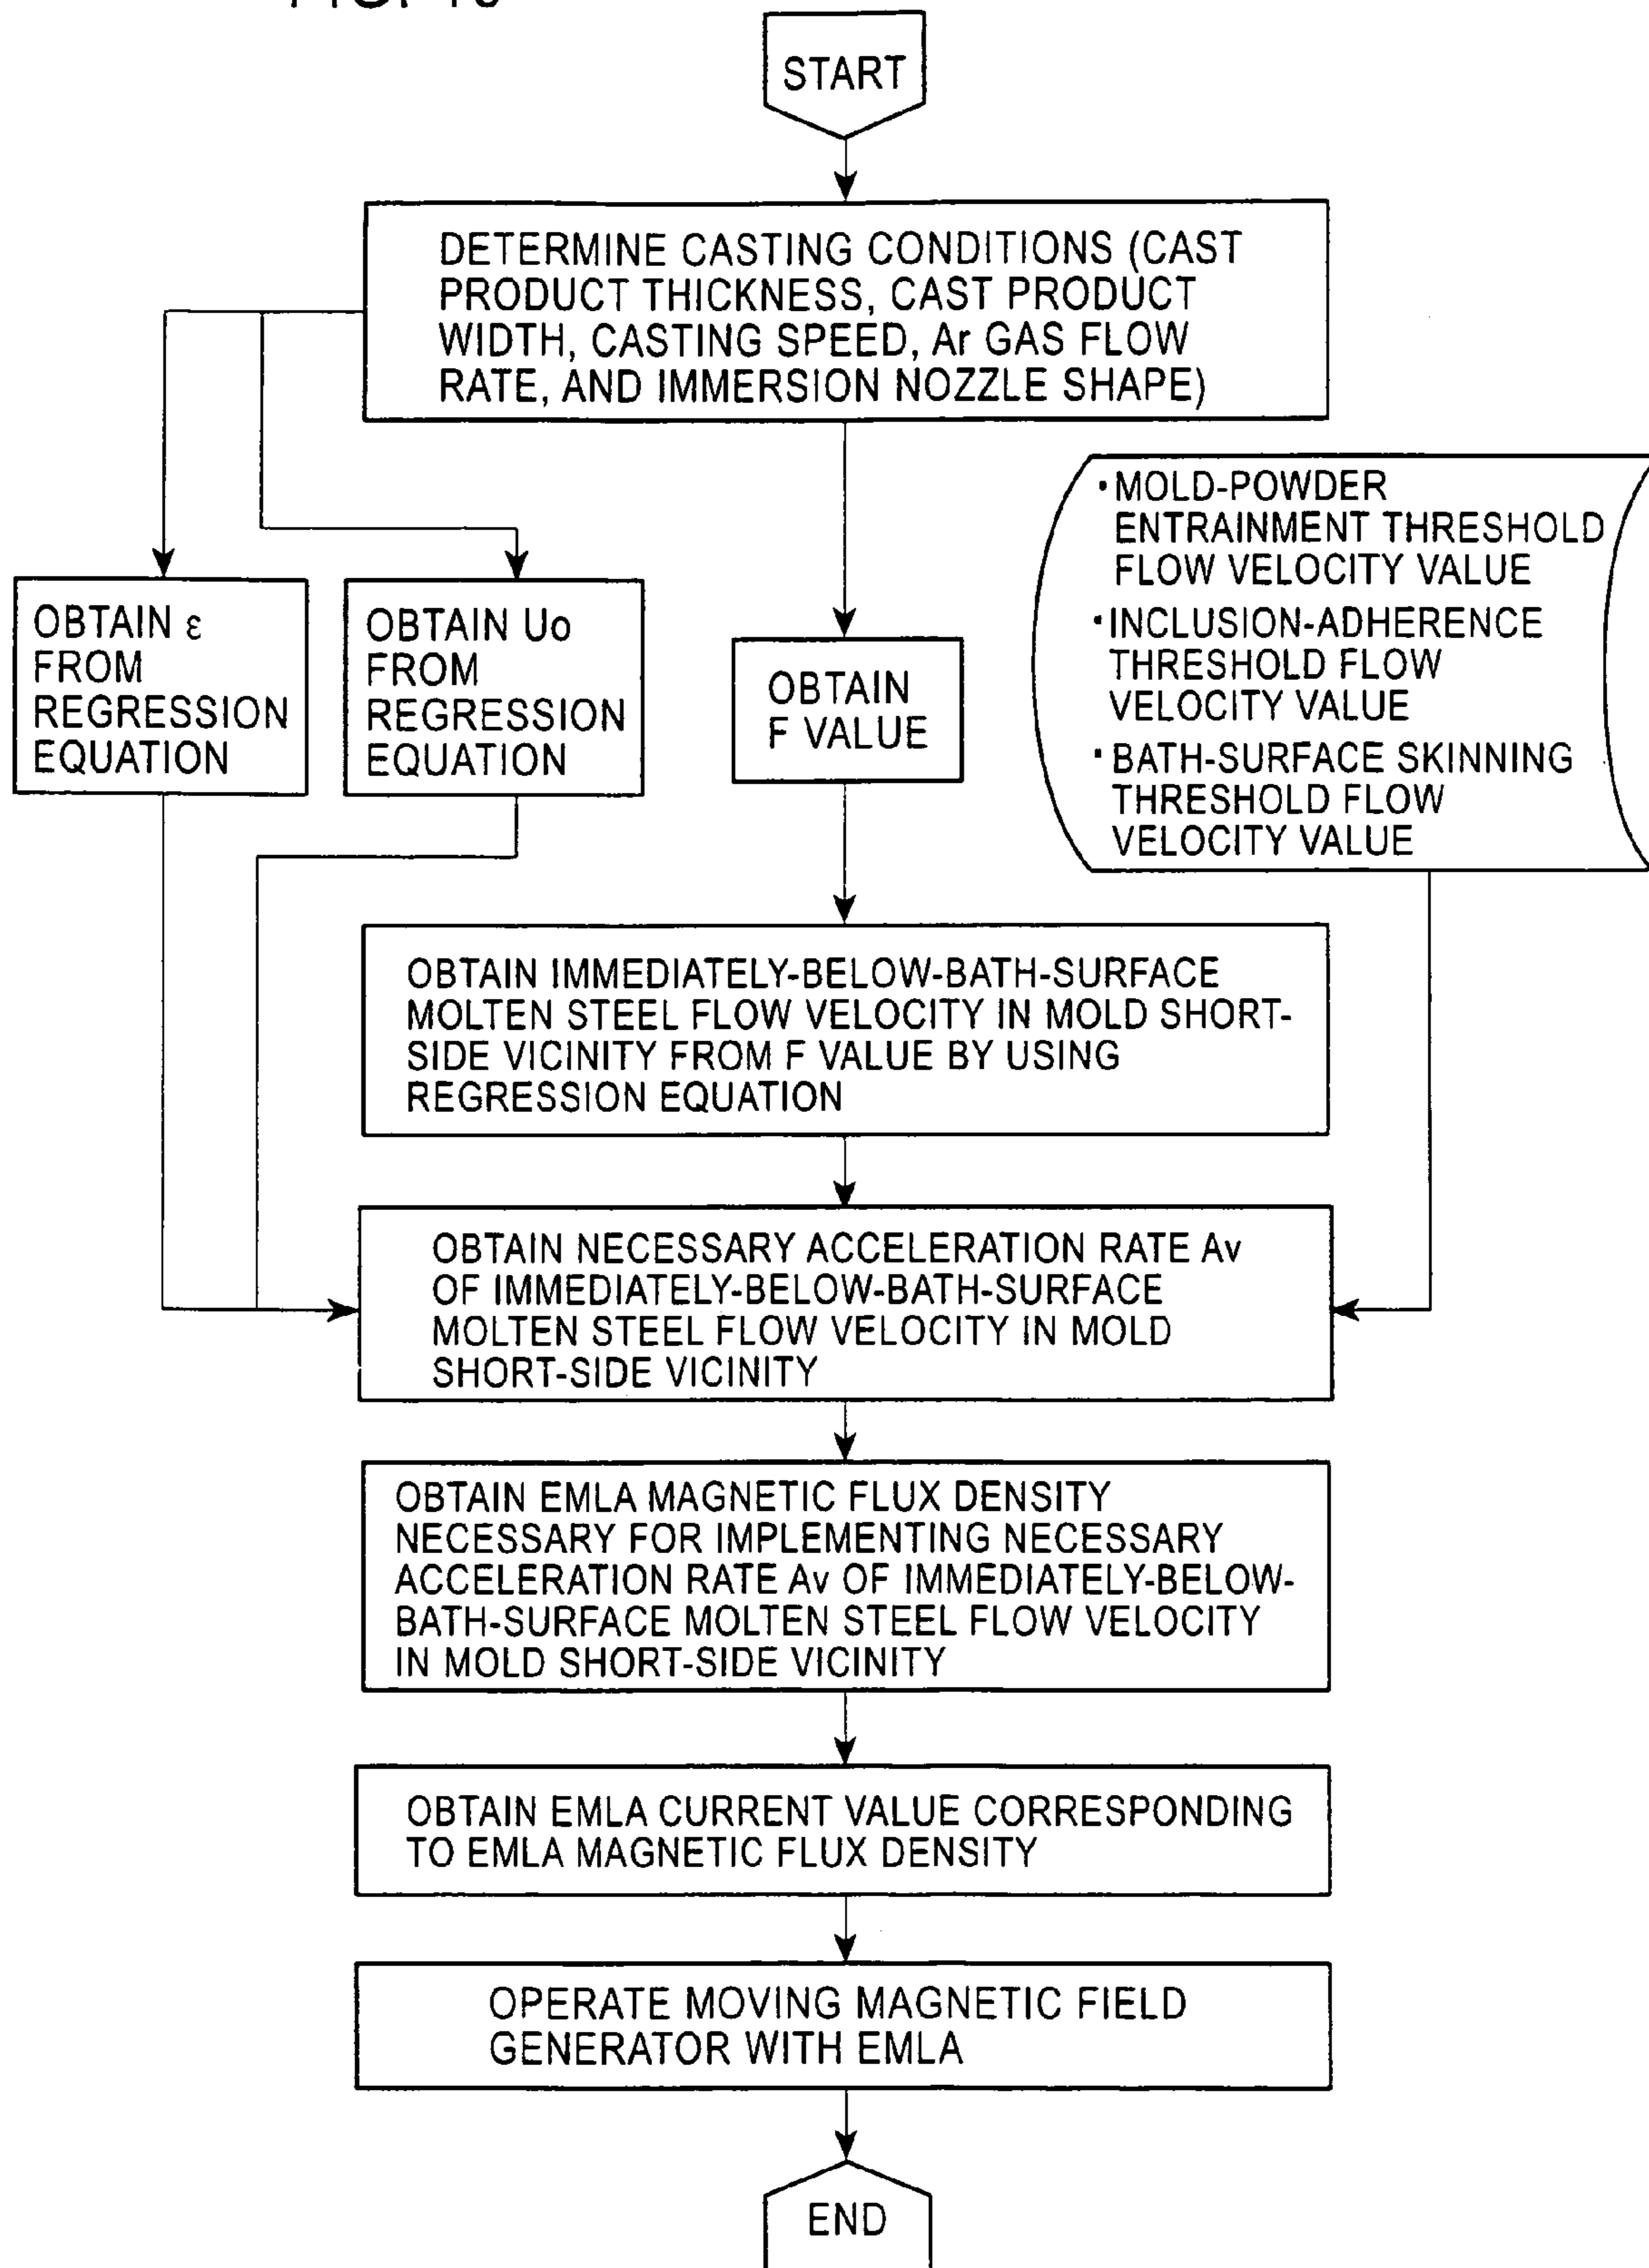 START
DETERMINE CASTING CONDITIONS (CAST
PRODUCT THICKNESS, CAST PRODUCT
WIDTH, CASTING SPEED, Ar GAS FLOW
RATE, AND IMMERSION NOZZLE SHAPE)
OBTAIN ε
FROM
REGRESSION
EQUATION
OBTAIN Uo
FROM
REGRESSION
EQUATION
OBTAIN
F VALUE
・MOLD-POWDER
ENTRAINMENT THRESHOLD
FLOW VELOCITY VALUE
・INCLUSION-ADHERENCE
THRESHOLD FLOW
VELOCITY VALUE
・BATH-SURFACE SKINNING
THRESHOLD FLOW
VELOCITY VALUE
OBTAIN IMMEDIATELY-BELOW-BATH-SURFACE
MOLTEN STEEL FLOW VELOCITY IN MOLD SHORT-
SIDE VICINITY FROM F VALUE BY USING
REGRESSION EQUATION
OBTAIN NECESSARY ACCELERATION RATE Av
OF IMMEDIATELY-BELOW-BATH-SURFACE
MOLTEN STEEL FLOW VELOCITY IN MOLD
SHORT-SIDE VICINITY
OBTAIN EMLA MAGNETIC FLUX DENSITY
NECESSARY FOR IMPLEMENTING NECESSARY
ACCELERATION RATE Av OF IMMEDIATELY-BELOW-
BATH-SURFACE MOLTEN STEEL FLOW VELOCITY
IN MOLD SHORT-SIDE VICINITY
OBTAIN EMLA CURRENT VALUE CORRESPONDING
TO EMLA MAGNETIC FLUX DENSITY
OPERATE MOVING MAGNETIC FIELD
GENERATOR WITH EMLA
END